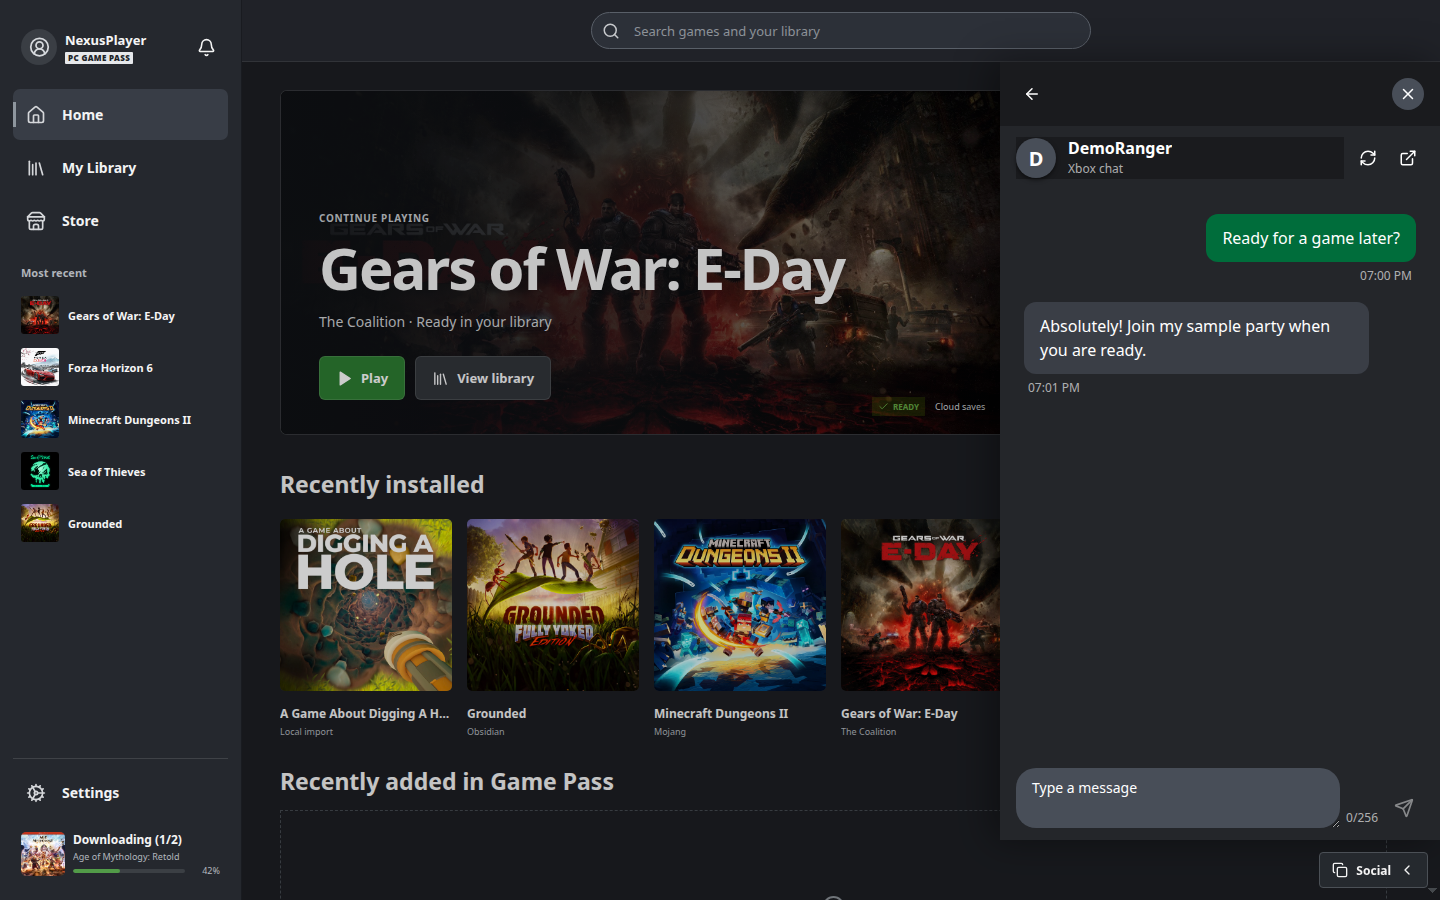 NexusPlayer
PC GAME PASS
Search games and your library
Home
My Library
Store
Most recent
Gears of War: E-Day
Forza Horizon 6
Minecraft Dungeons II
Sea of Thieves
Grounded
Settings
Downloading (1/2)
Age of Mythology: Retold
42%
CONTINUE PLAYING
GEARS OF WAR
Gears of War: E-Day
The Coalition · Ready in your library
Play
View library
READY
Cloud saves
Recently installed
A GAME ABOUT
DIGGING A
HOLE
GROUNDED
FULLY YOKED
EDITION
MINECRAFT
DUNGEONS II
GEARS OF WAR
E-DAY
A Game About Digging A H...
Local import
Grounded
Obsidian
Minecraft Dungeons II
Mojang
Gears of War: E-Day
The Coalition
Recently added in Game Pass
D
DemoRanger
Xbox chat
Ready for a game later?
07:00 PM
Absolutely! Join my sample party when
you are ready.
07:01 PM
Type a message
0/256
Social